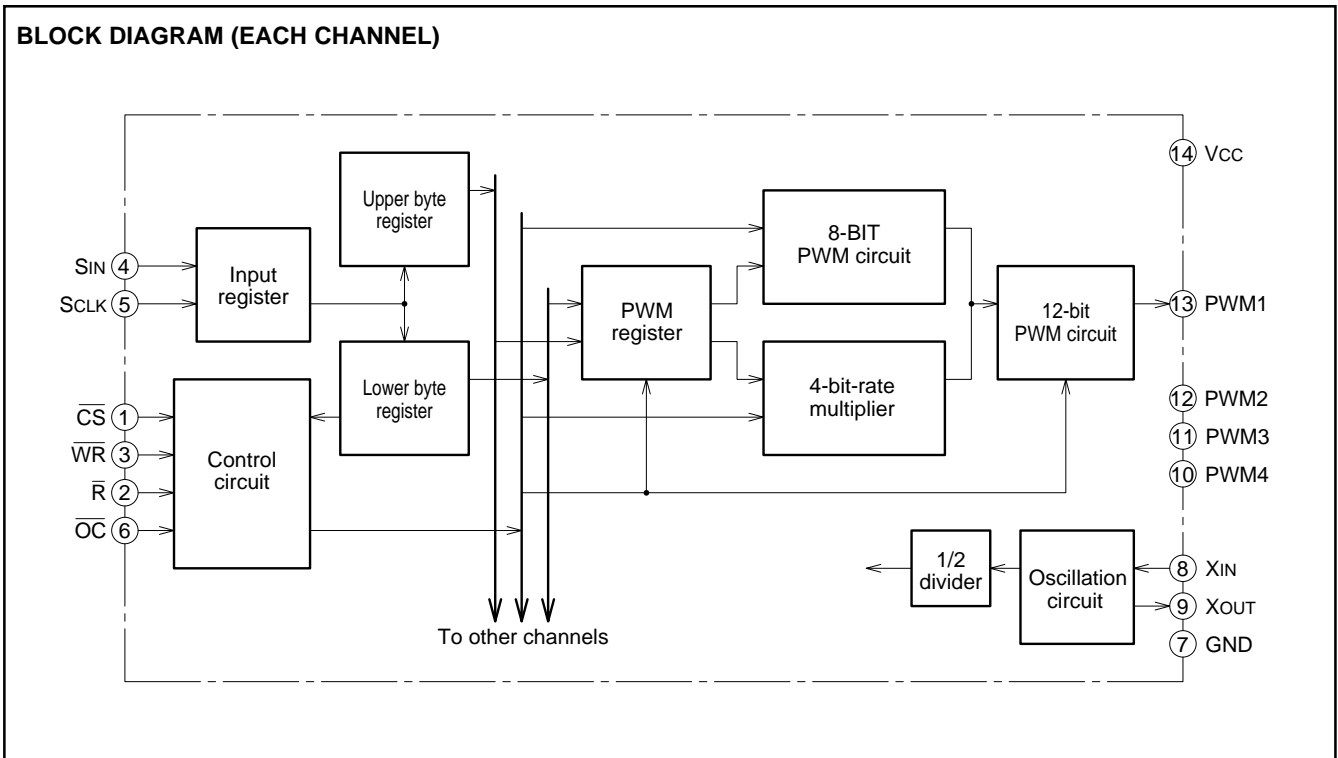 BLOCK DIAGRAM (EACH CHANNEL)
14 VCC
Upper byte
register
8-BIT
PWM circuit
SIN 4
SCLK 5
Input
register
PWM
register
12-bit
PWM circuit
13 PWM1
Lower byte
register
4-bit-rate
multiplier
C̅S̅ 1
W̅R̅ 3
R̅ 2
O̅C̅ 6
Control
circuit
12 PWM2
11 PWM3
10 PWM4
1/2
divider
Oscillation
circuit
8 XIN
9 XOUT
7 GND
To other channels